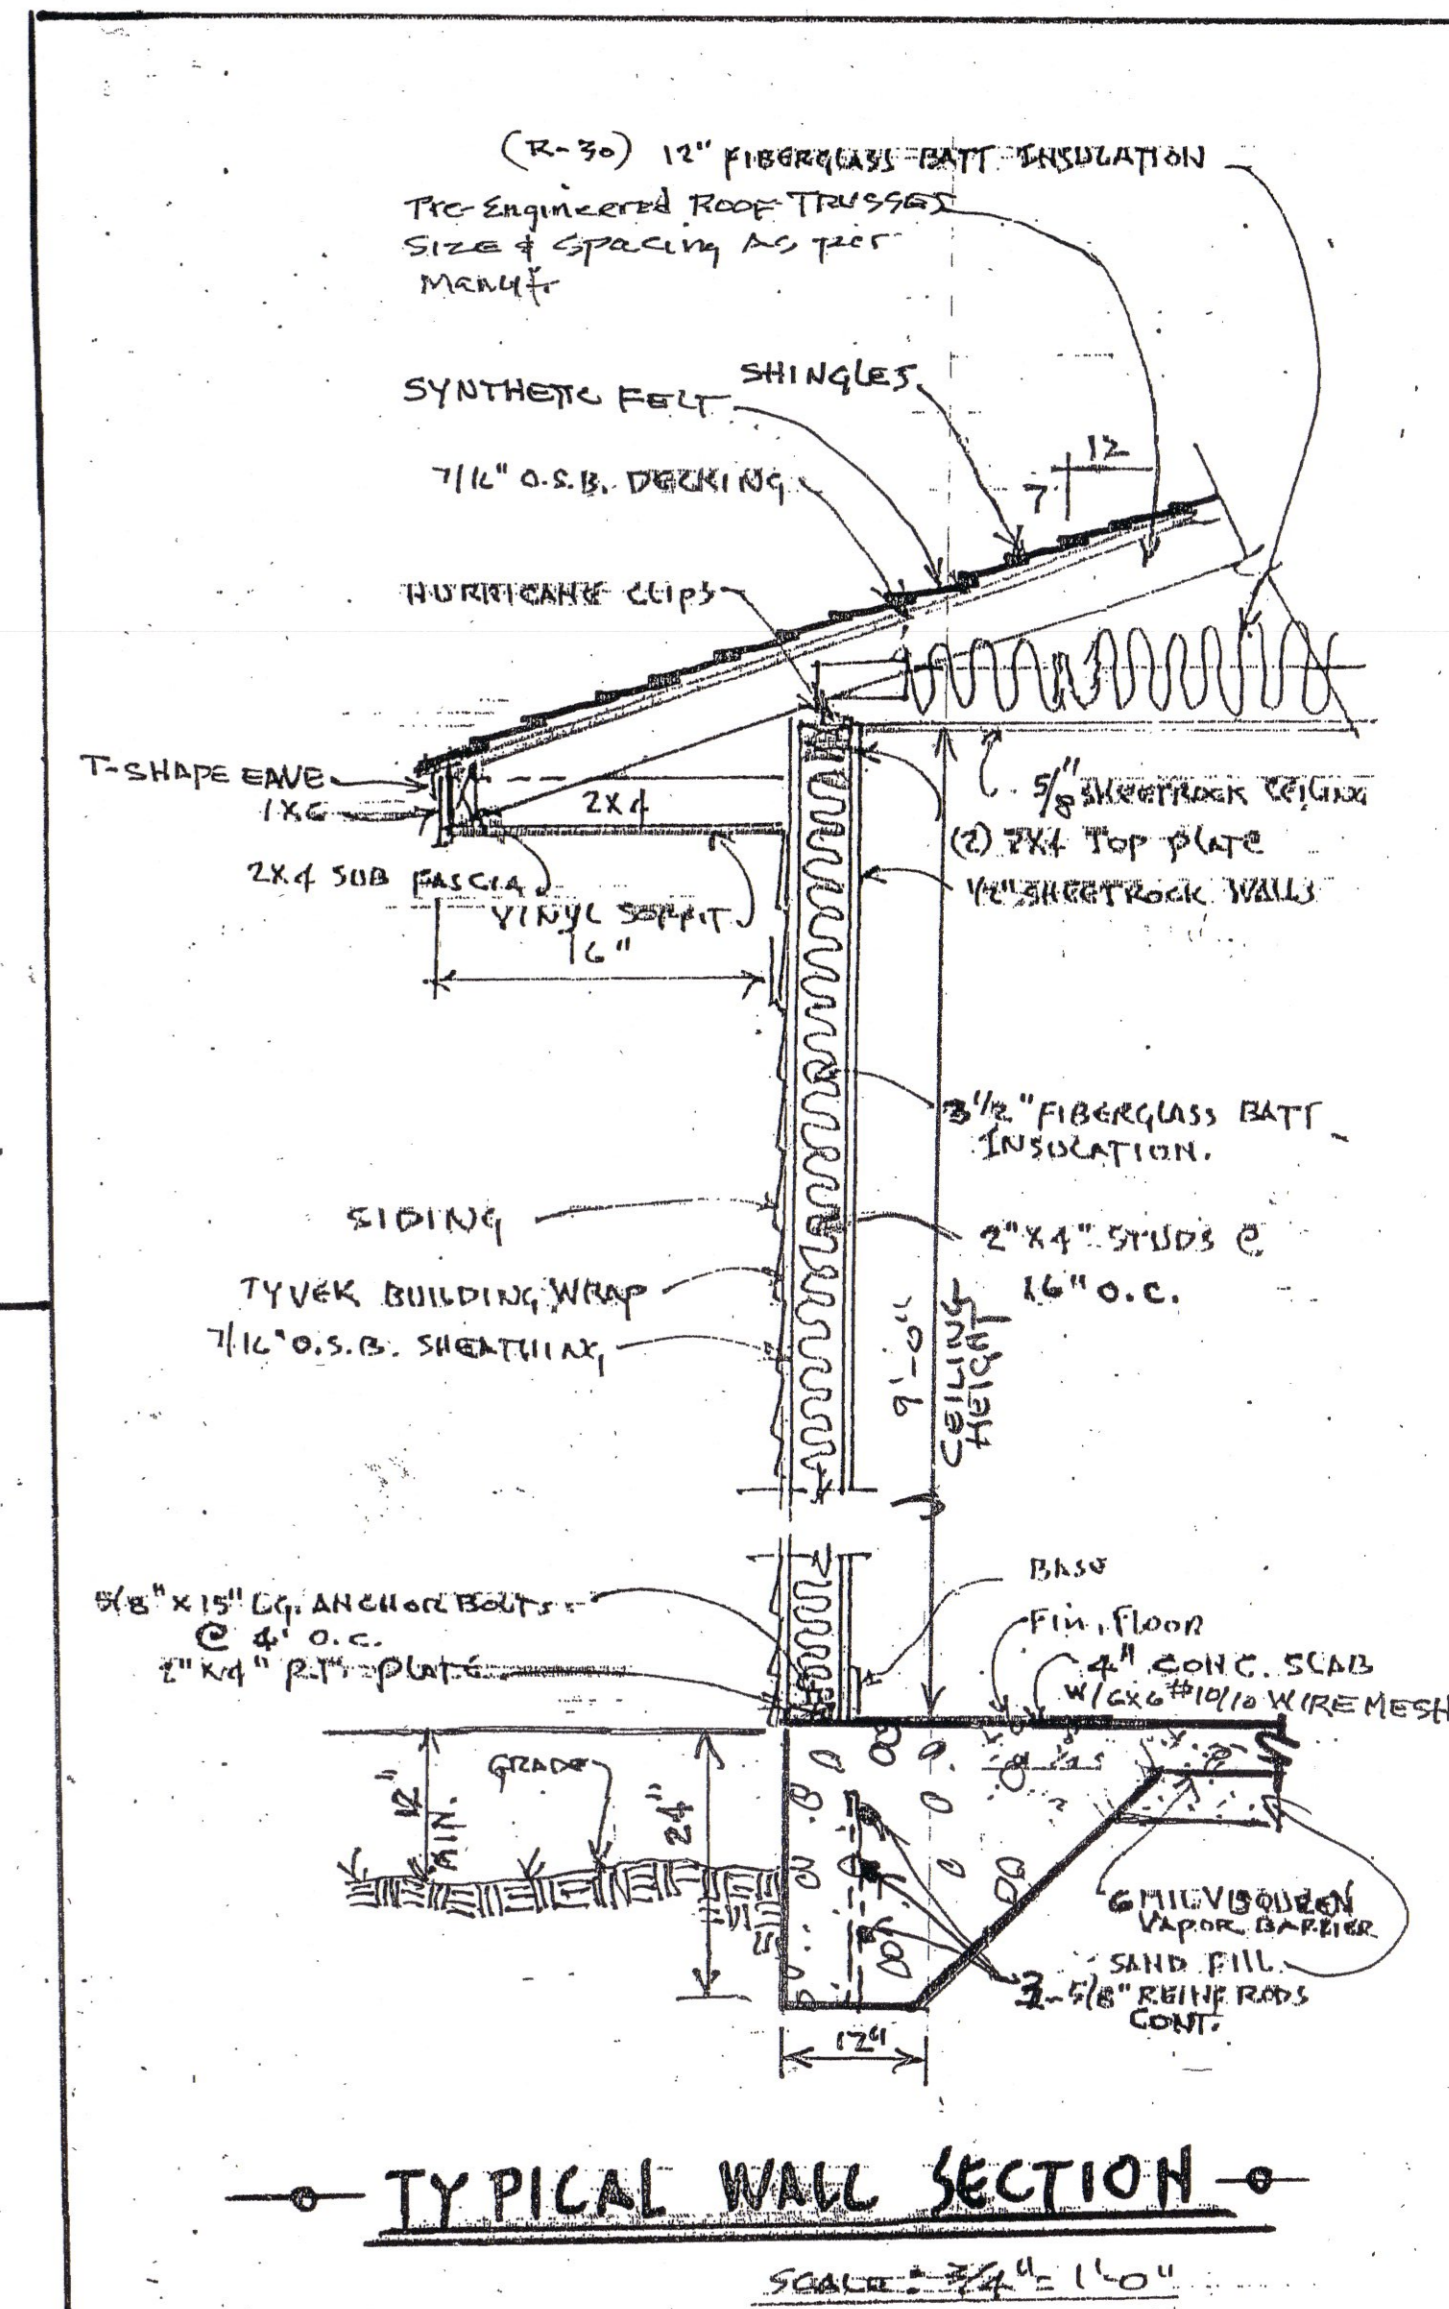 (R-30) 12" FIBERGLASS BATT INSULATION
Pre-Engineered ROOF TRUSSES
SIZE & Spacing As per
Manufr
SHINGLES
SYNTHETIC FELT
12
7
7/16" O.S.B. DECKING
HURRICANE CLIPS
T-SHAPE EAVE
1X6
2X4
5/8" SHEETROCK CEILING
(2) 2X4 TOP PLATE
1/2" SHEETROCK WALLS
2X4 SUB FASCIA
VINYL SOFFIT
16"
3 1/2" FIBERGLASS BATT
INSULATION.
SIDING
2"X4" STUDS @
16" O.C.
TYVEK BUILDING WRAP
7/16" O.S.B. SHEATHING
9'-0"
CEILING
HEIGHT
BASE
5/8" X 15" LG. ANCHOR BOLTS
@ 4' O.C.
2" X 4" P.T. PLATE
FIN. FLOOR
4" CONC. SLAB
W/6X6 #10/10 WIRE MESH
GRADE
12"
MIN.
24"
6 MIL VISQUEEN
VAPOR BARRIER
SAND FILL
5/8" REINF RODS
CONT.
12"
TYPICAL WALL SECTION
SCALE: 3/4" = 1'-0"